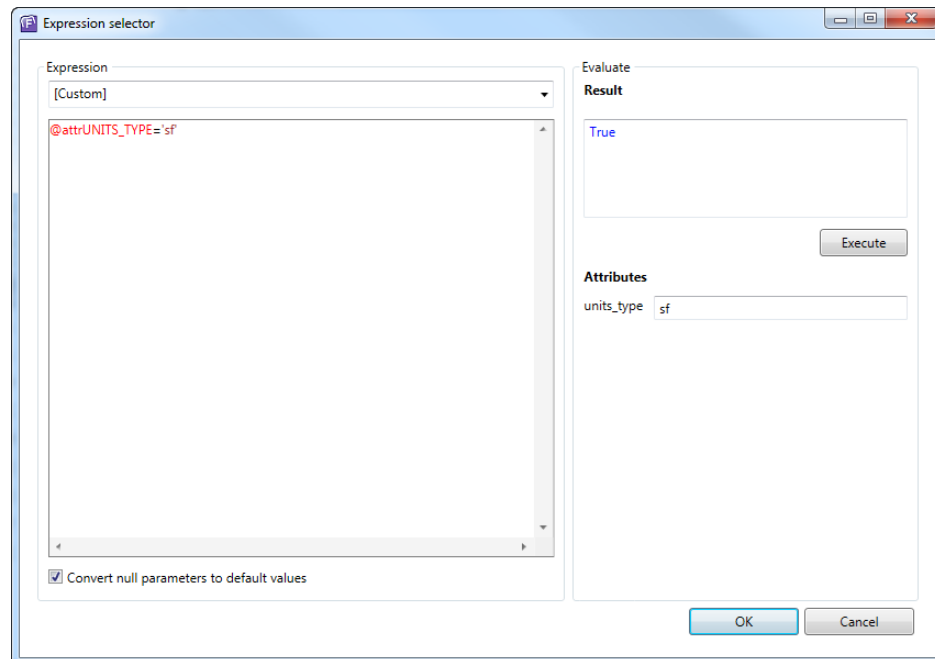 Expression selector
Expression
[Custom]
@attrUNITS_TYPE='sf'
Convert null parameters to default values
Evaluate
Result
True
Execute
Attributes
units_type
sf
OK
Cancel